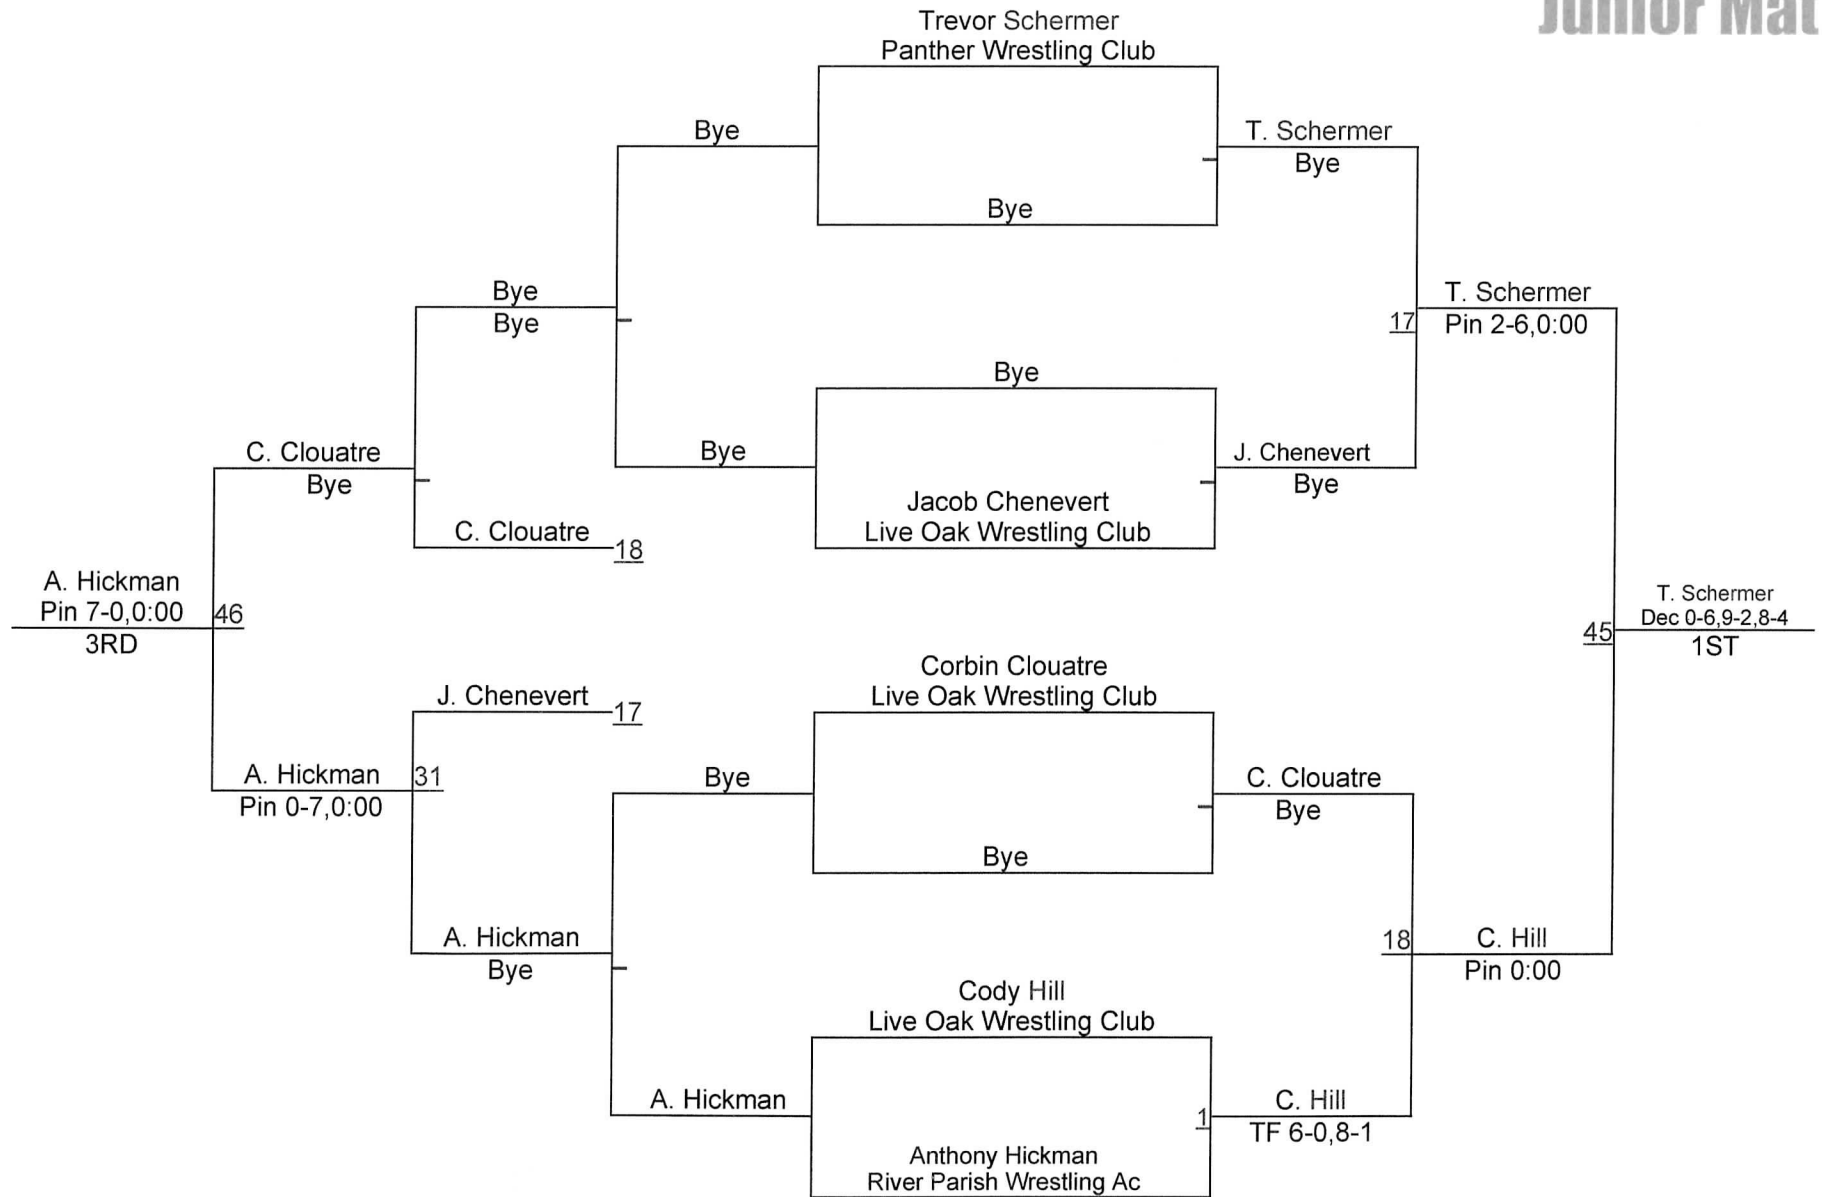 Junior Mat
Trevor Schermer
Panther Wrestling Club
Bye
T. Schermer
Bye
Bye
Bye
Bye
T. Schermer
17
Pin 2-6,0:00
Bye
C. Clouatre
Bye
Bye
J. Chenevert
Bye
Jacob Chenevert
Live Oak Wrestling Club
C. Clouatre
18
A. Hickman
Pin 7-0,0:00
46
3RD
T. Schermer
Dec 0-6,9-2,8-4
45
1ST
Corbin Clouatre
Live Oak Wrestling Club
J. Chenevert
17
A. Hickman
31
Pin 0-7,0:00
Bye
C. Clouatre
Bye
Bye
A. Hickman
Bye
18
C. Hill
Pin 0:00
Cody Hill
Live Oak Wrestling Club
A. Hickman
1
C. Hill
TF 6-0,8-1
Anthony Hickman
River Parish Wrestling Ac